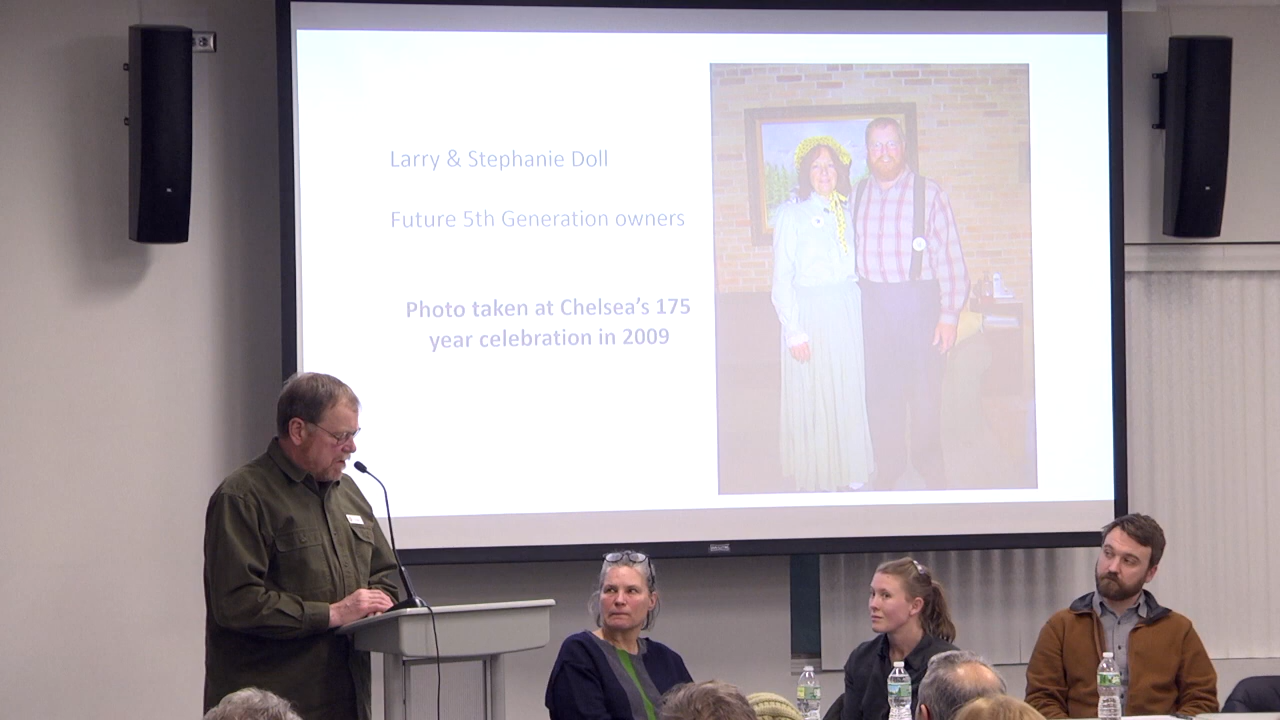 Larry & Stephanie Doll
Future 5th Generation owners
Photo taken at Chelsea’s 175
year celebration in 2009